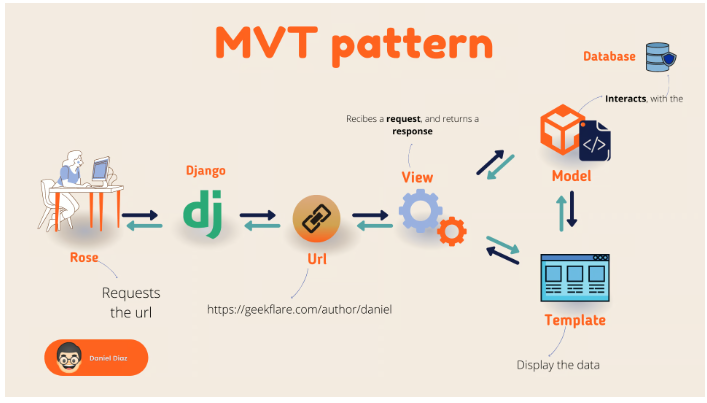 MVT pattern
Database
Interacts, with the
Recibes a request, and returns a
response
Django
dj
View
Model
</>
Rose
Url
Requests
the url
https://geekflare.com/author/daniel
Template
Display the data
Daniel Diaz